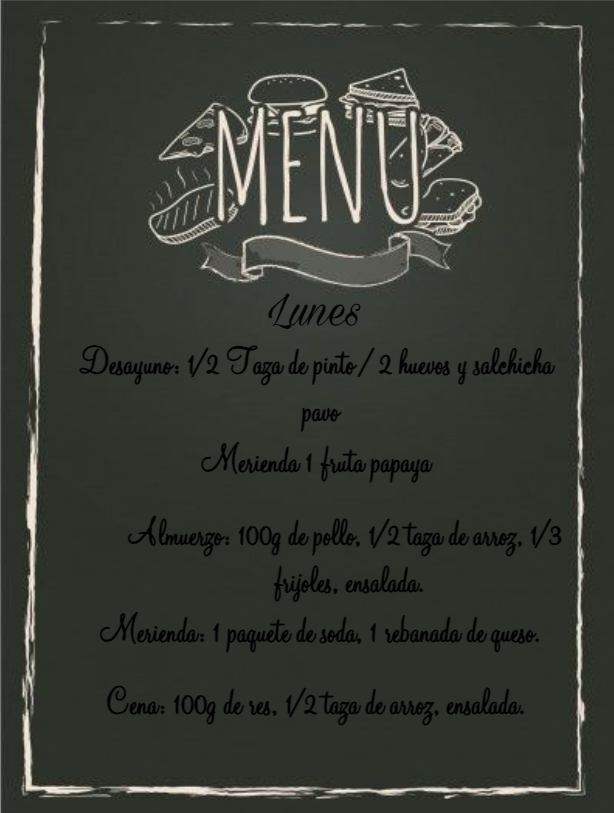 MENU
Lunes
Desayuno: 1/2 Taza de pinto/ 2 huevos y salchicha
pavo
Merienda 1 fruta papaya
Almuerzo: 100g de pollo, 1/2 taza de arroz, 1/3
frijoles, ensalada.
Merienda: 1 paquete de soda, 1 rebanada de queso.
Cena: 100g de res, 1/2 taza de arroz, ensalada.